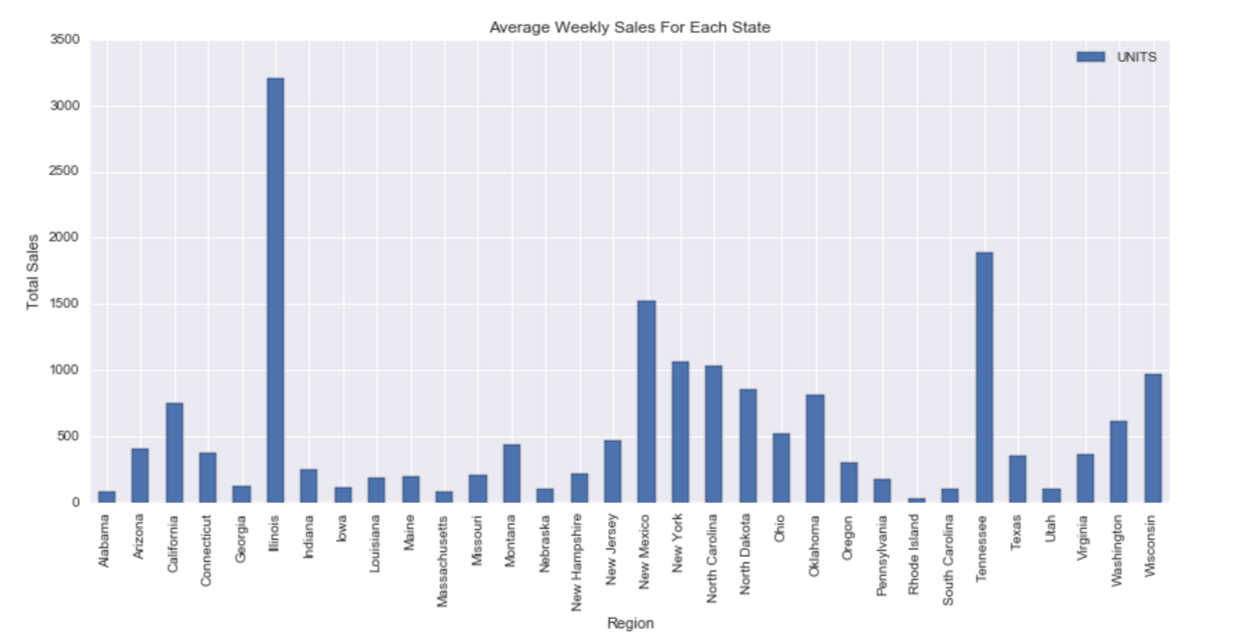 Average Weekly Sales For Each State
3500
UNITS
3000
2500
2000
1500
1000
500
0
Total Sales
Alabama
Arizona
California
Connecticut
Georgia
Illinois
Indiana
Iowa
Louisiana
Maine
Massachusetts
Missouri
Montana
Nebraska
New Hampshire
New Jersey
New Mexico
New York
North Carolina
North Dakota
Ohio
Oklahoma
Oregon
Pennsylvania
Rhode Island
South Carolina
Tennessee
Texas
Utah
Virginia
Washington
Wisconsin
Region